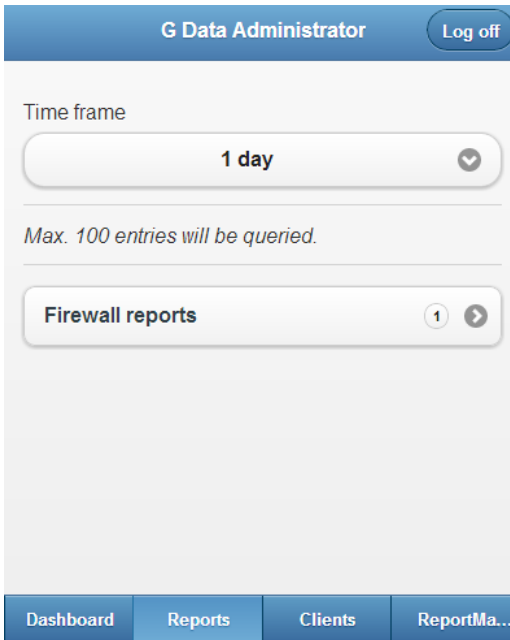 G Data Administrator
Log off
Time frame
1 day
Max. 100 entries will be queried.
Firewall reports 1
Dashboard Reports Clients ReportMa...